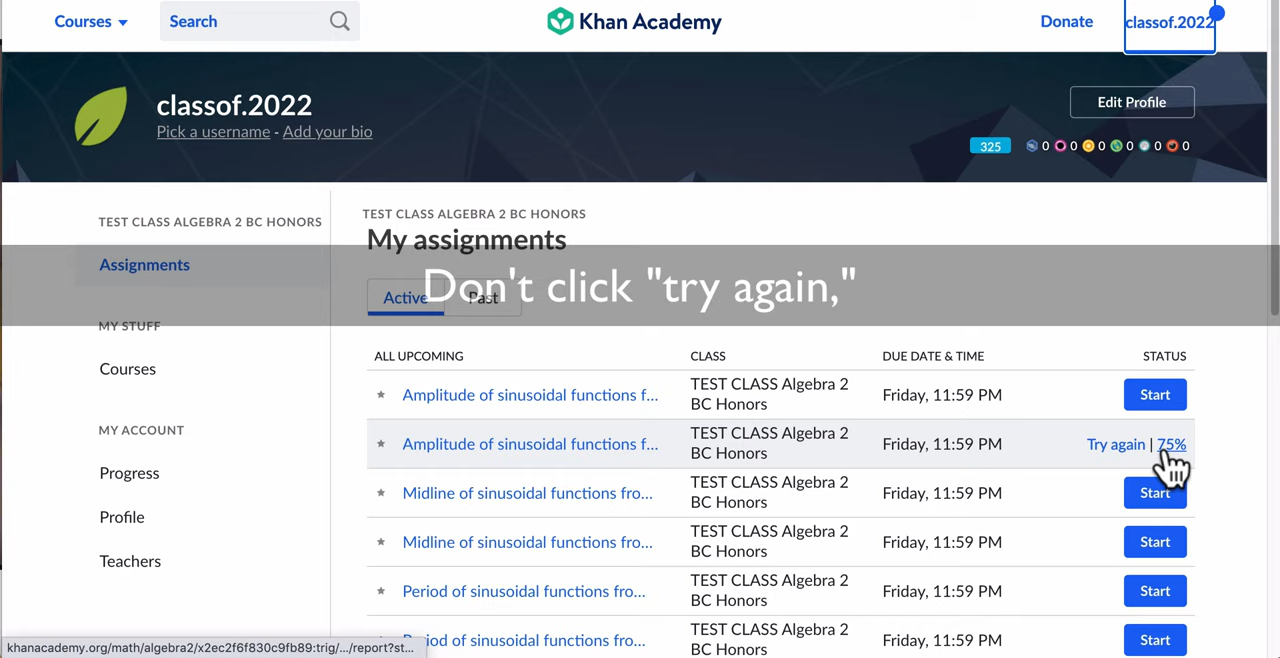 Courses
Search
Khan Academy
Donate
classof.2022
classof.2022
Pick a username - Add your bio
Edit Profile
325 0 0 0 0 0 0
TEST CLASS ALGEBRA 2 BC HONORS
Assignments
MY STUFF
Courses
MY ACCOUNT
Progress
Profile
Teachers
TEST CLASS ALGEBRA 2 BC HONORS
My assignments
Active Past
Don't click "try again,"
ALL UPCOMING CLASS DUE DATE & TIME STATUS
Amplitude of sinusoidal functions f... TEST CLASS Algebra 2 BC Honors Friday, 11:59 PM Start
Amplitude of sinusoidal functions f... TEST CLASS Algebra 2 BC Honors Friday, 11:59 PM Try again | 75%
Midline of sinusoidal functions fro... TEST CLASS Algebra 2 BC Honors Friday, 11:59 PM Start
Midline of sinusoidal functions fro... TEST CLASS Algebra 2 BC Honors Friday, 11:59 PM Start
Period of sinusoidal functions fro... TEST CLASS Algebra 2 BC Honors Friday, 11:59 PM Start
Period of sinusoidal functions fro... TEST CLASS Algebra 2 BC Honors Friday, 11:59 PM Start
khanacademy.org/math/algebra2/x2ec2f6f830c9fb89:trig/.../report?st...